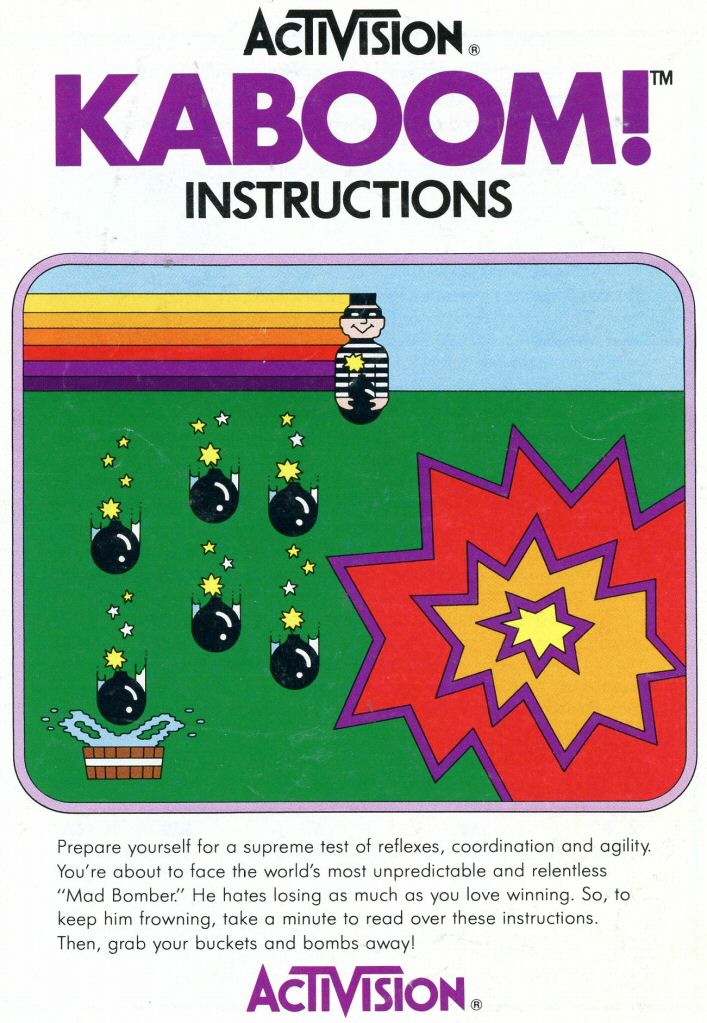 ACTIVISION®
KABOOM!™
INSTRUCTIONS
Prepare yourself for a supreme test of reflexes, coordination and agility.
You're about to face the world's most unpredictable and relentless
“Mad Bomber.” He hates losing as much as you love winning. So, to
keep him frowning, take a minute to read over these instructions.
Then, grab your buckets and bombs away!
ACTIVISION®